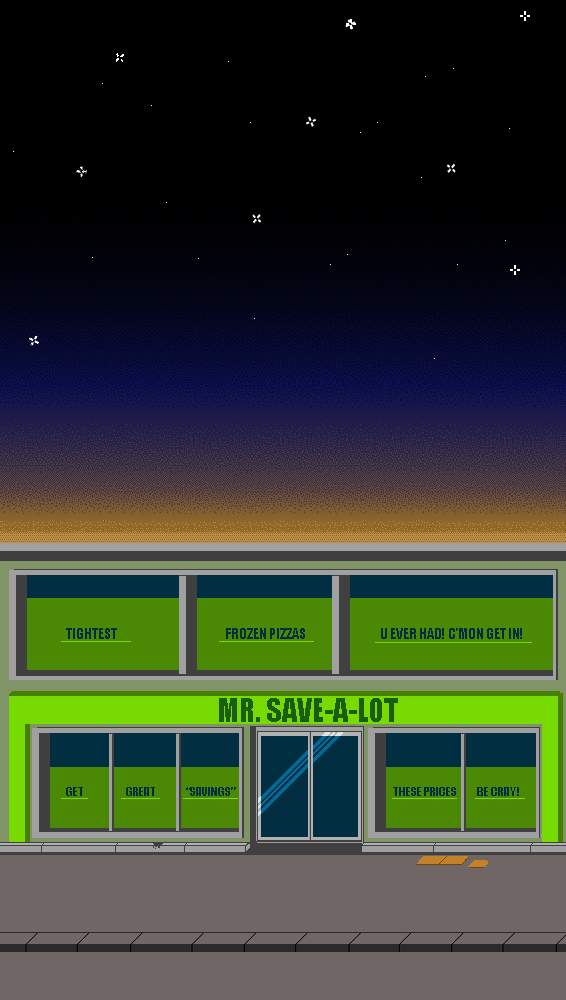 TIGHTEST
FROZEN PIZZAS
U EVER HAD! C'MON GET IN!
MR. SAVE-A-LOT
GET
GREAT
"SAVINGS"
THESE PRICES
BE CRAY!